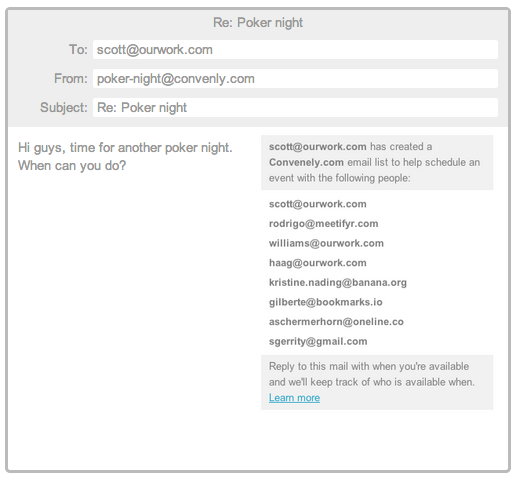 Re: Poker night
To: scott@ourwork.com
From: poker-night@convenly.com
Subject: Re: Poker night
Hi guys, time for another poker night.
When can you do?
scott@ourwork.com has created a
Convenely.com email list to help schedule an
event with the following people:
scott@ourwork.com
rodrigo@meetifyr.com
williams@ourwork.com
haag@ourwork.com
kristine.nading@banana.org
gilberte@bookmarks.io
aschermerhorn@oneline.co
sgerrity@gmail.com
Reply to this mail with when you're available
and we'll keep track of who is available when.
Learn more